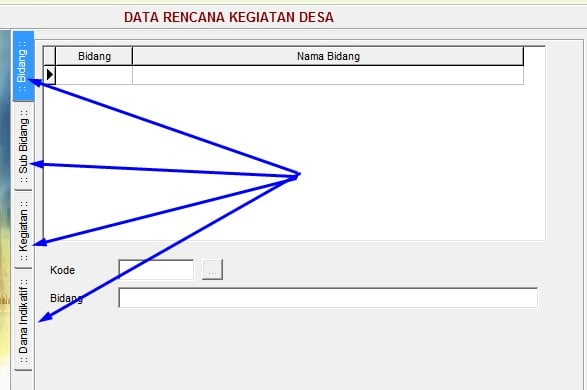 DATA RENCANA KEGIATAN DESA
:: Bidang ::
:: Sub Bidang ::
:: Kegiatan ::
:: Dana Indikatif ::
Bidang Nama Bidang
Kode ...
Bidang